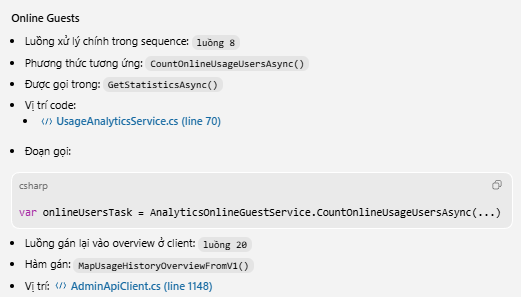 Online Guests
Luồng xử lý chính trong sequence: luồng 8
Phương thức tương ứng: CountOnlineUsageUsersAsync()
Được gọi trong: GetStatisticsAsync()
Vị trí code:
UsageAnalyticsService.cs (line 70)
Đoạn gọi:
csharp
var onlineUsersTask = AnalyticsOnlineGuestService.CountOnlineUsageUsersAsync(...)
Luồng gán lại vào overview ở client: luồng 20
Hàm gán: MapUsageHistoryOverviewFromV1()
Vị trí: AdminApiClient.cs (line 1148)